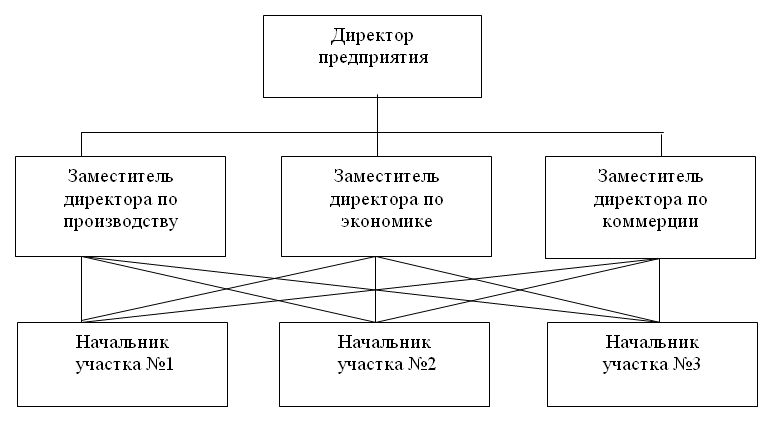 Директор
предприятия
Заместитель
директора по
производству
Заместитель
директора по
экономике
Заместитель
директора по
коммерции
Начальник
участка №1
Начальник
участка №2
Начальник
участка №3